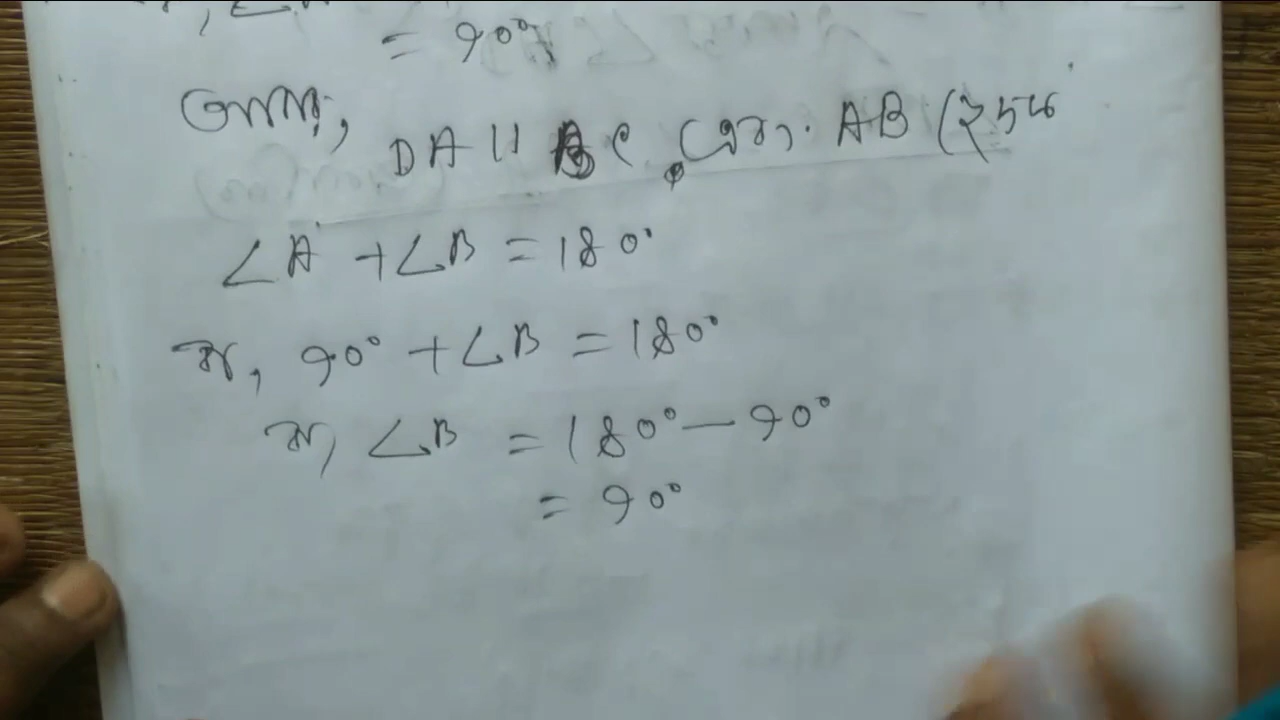 = 90°
আবার,
DA || BC এবং AB ছেদক
∠A + ∠B = 180°
বা, 90° + ∠B = 180°
বা, ∠B = 180° – 90°
= 90°